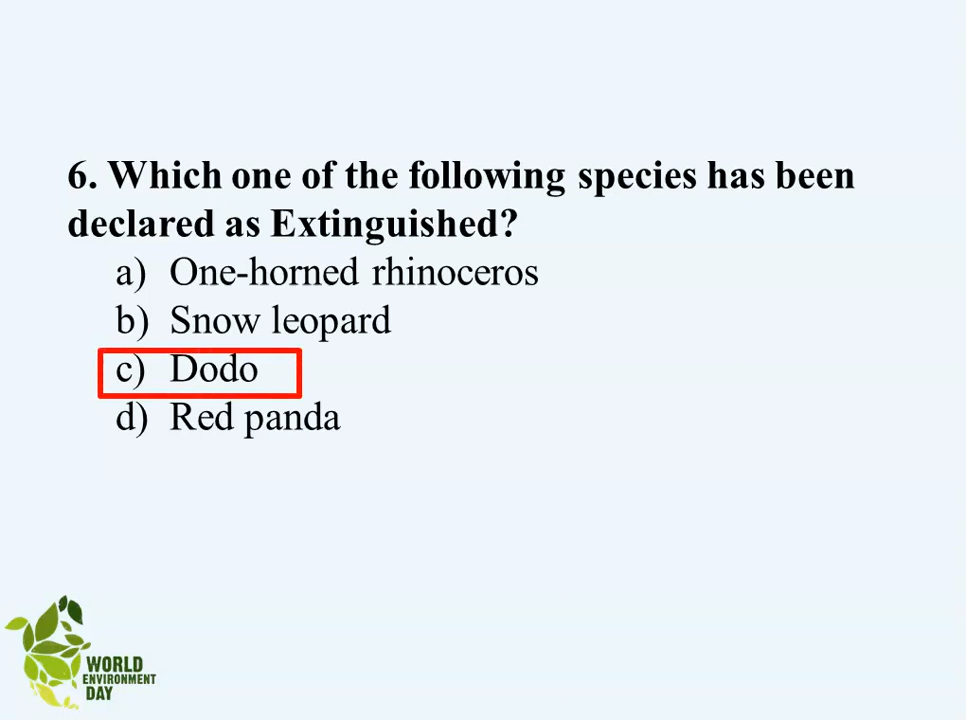 6. Which one of the following species has been
declared as Extinguished?
a) One-horned rhinoceros
b) Snow leopard
c) Dodo
d) Red panda
WORLD
ENVIRONMENT
DAY